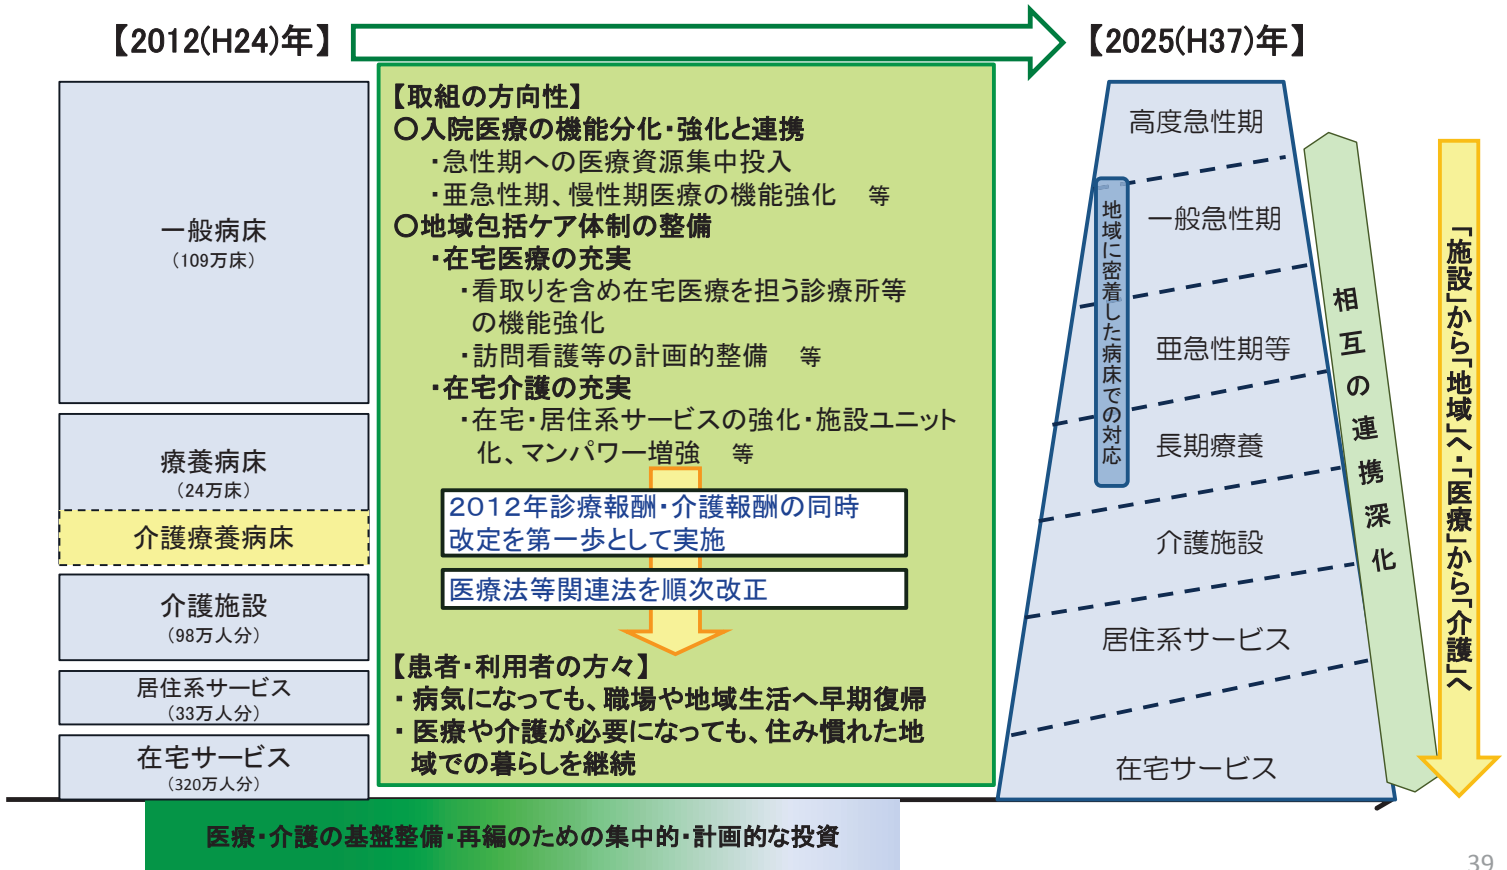 【2012(H24)年】
【2025(H37)年】
一般病床
(109万床)
療養病床
(24万床)
介護療養病床
介護施設
(98万人分)
居住系サービス
(33万人分)
在宅サービス
(320万人分)
【取組の方向性】
○入院医療の機能分化・強化と連携
・急性期への医療資源集中投入
・亜急性期、慢性期医療の機能強化　等
○地域包括ケア体制の整備
・在宅医療の充実
・看取りを含め在宅医療を担う診療所等
の機能強化
・訪問看護等の計画的整備　等
・在宅介護の充実
・在宅・居住系サービスの強化・施設ユニット
化、マンパワー増強　等
2012年診療報酬・介護報酬の同時
改定を第一歩として実施
医療法等関連法を順次改正
【患者・利用者の方々】
・病気になっても、職場や地域生活へ早期復帰
・医療や介護が必要になっても、住み慣れた地
域での暮らしを継続
高度急性期
一般急性期
亜急性期等
長期療養
介護施設
居住系サービス
在宅サービス
地域に密着した病床での対応
相互の連携深化
「施設」から「地域」へ・「医療」から「介護」へ
医療・介護の基盤整備・再編のための集中的・計画的な投資
39